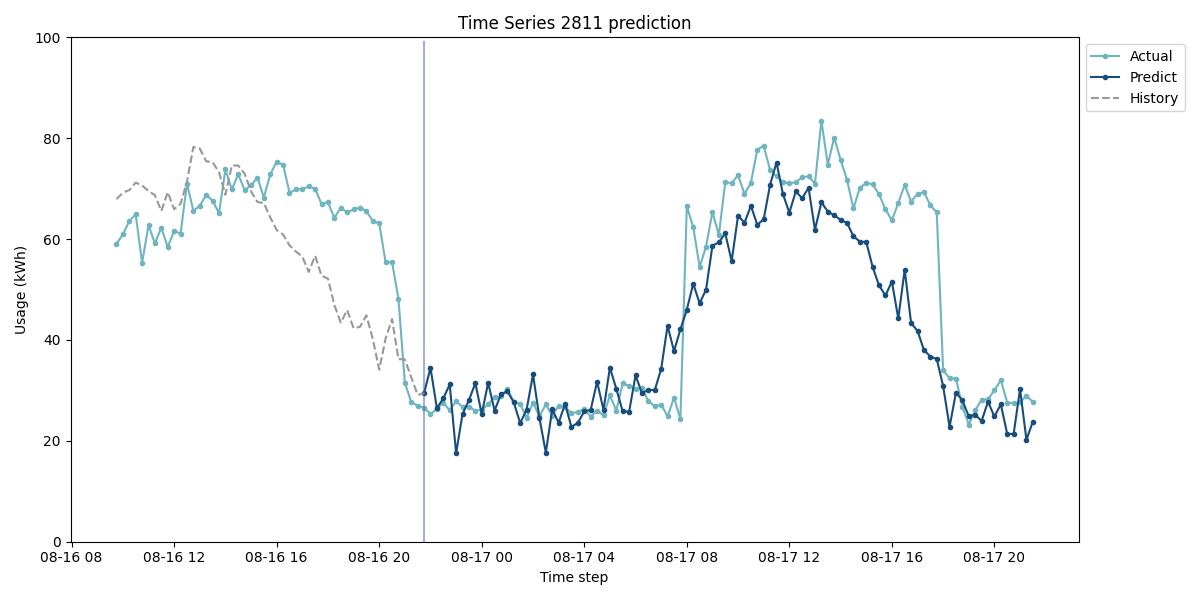 Time Series 2811 prediction
Usage (kWh)
100
80
60
40
20
0
08-16 08 08-16 12 08-16 16 08-16 20 08-17 00 08-17 04 08-17 08 08-17 12 08-17 16 08-17 20
Time step
Actual
Predict
History